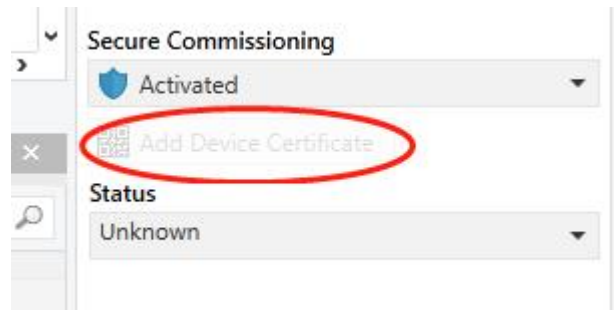 Secure Commissioning
Activated
Add Device Certificate
Status
Unknown